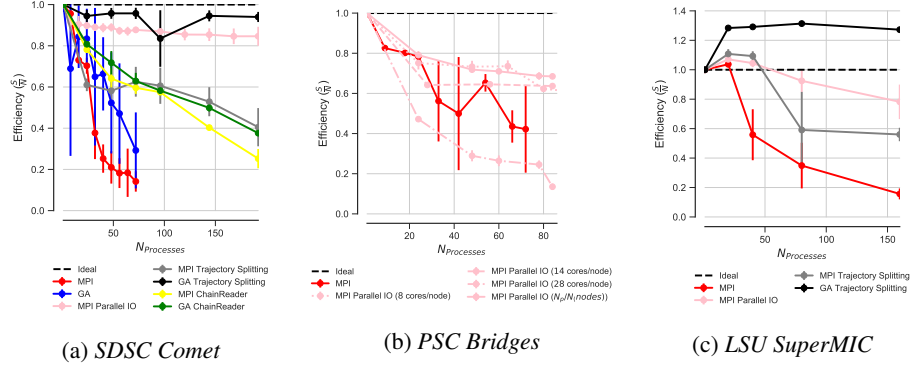 1.0
0.8
0.6
0.4
0.2
0.0
Efficiency (S/N)
50
100
150
N_Processes
Ideal
MPI
GA
MPI Parallel IO
MPI Trajectory Splitting
GA Trajectory Splitting
MPI ChainReader
GA ChainReader
(a) SDSC Comet
1.0
0.8
0.6
0.4
0.2
0.0
Efficiency (S/N)
20
40
60
80
N_Processes
Ideal
MPI
MPI Parallel IO (8 cores/node)
MPI Parallel IO (14 cores/node)
MPI Parallel IO (28 cores/node)
MPI Parallel IO (N_p/N_(nodes))
(b) PSC Bridges
1.4
1.2
1.0
0.8
0.6
0.4
0.2
0.0
Efficiency (S/N)
50
100
150
N_Processes
Ideal
MPI
MPI Parallel IO
MPI Trajectory Splitting
GA Trajectory Splitting
(c) LSU SuperMIC